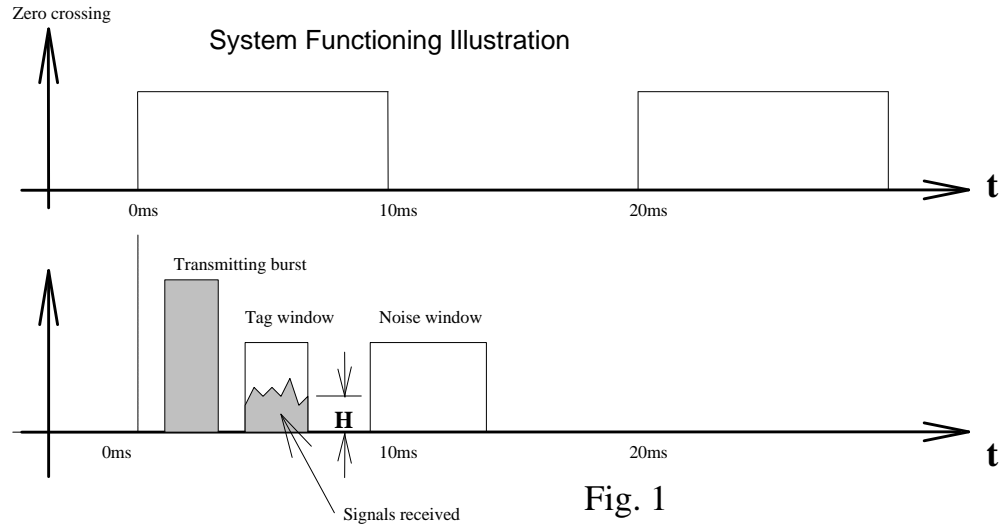 Zero crossing
System Functioning Illustration
t
0ms
10ms
20ms
Transmitting burst
Tag window
Noise window
H
0ms
10ms
20ms
t
Fig. 1
Signals received